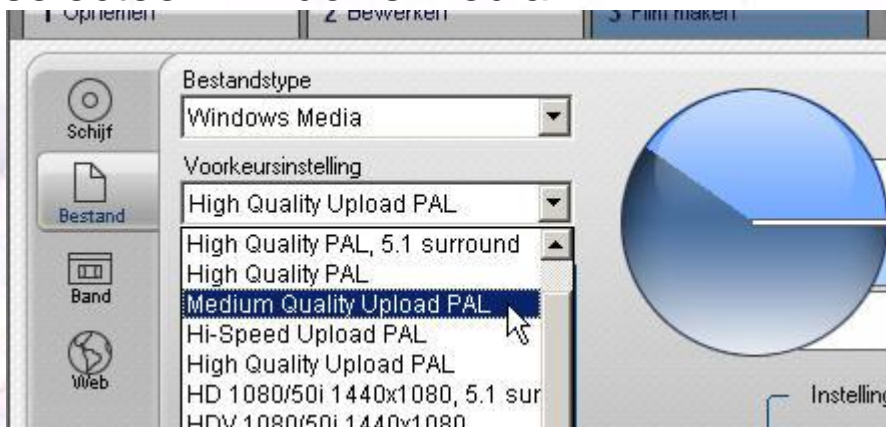 1 Opnemen 2 Bewerken 3 Film maken
Schijf
Bestandstype
Windows Media
Bestand
Voorkeursinstelling
High Quality Upload PAL
High Quality PAL, 5.1 surround
High Quality PAL
Medium Quality Upload PAL
Hi-Speed Upload PAL
High Quality Upload PAL
HD 1080/50i 1440x1080, 5.1 sur
HDV 1080/50i 1440x1080
Band
Web
Instelling